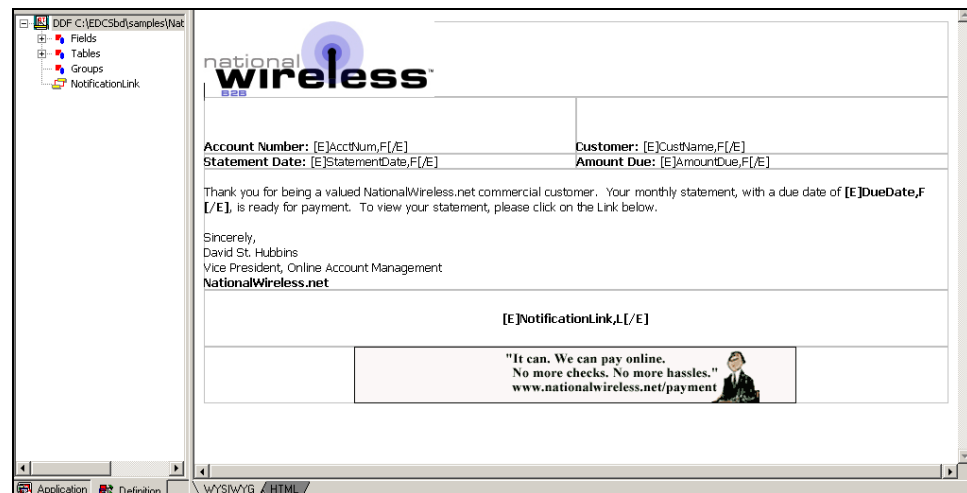 DDF C:\EDCSbd\samples\Nat
Fields
Tables
Groups
NotificationLink
Application
Definition
national
wireless
B2B
Account Number: [E]AcctNum,F[/E]
Customer: [E]CustName,F[/E]
Statement Date: [E]StatementDate,F[/E]
Amount Due: [E]AmountDue,F[/E]
Thank you for being a valued NationalWireless.net commercial customer. Your monthly statement, with a due date of [E]DueDate,F
[/E], is ready for payment. To view your statement, please click on the Link below.
Sincerely,
David St. Hubbins
Vice President, Online Account Management
NationalWireless.net
[E]NotificationLink,L[/E]
"It can. We can pay online.
No more checks. No more hassles."
www.nationalwireless.net/payment
WYSIWYG
HTML